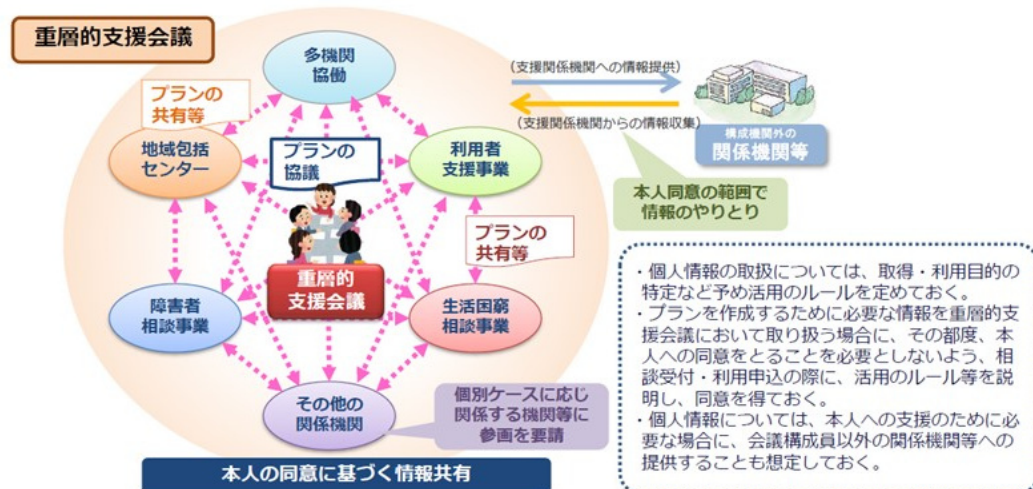 重層的支援会議
多機関
協働
プランの
共有等
地域包括
センター
プランの
協議
利用者
支援事業
プランの
共有等
重層的
支援会議
障害者
相談事業
生活困窮
相談事業
その他の
関係機関
個別ケースに応じ
関係する機関等に
参画を要請
本人の同意に基づく情報共有
(支援関係機関への情報提供)
(支援関係機関からの情報収集)
構成機関外の
関係機関等
本人同意の範囲で
情報のやりとり
・個人情報の取扱については、取得・利用目的の
特定など予め活用のルールを定めておく。
・プランを作成するために必要な情報を重層的支
援会議において取り扱う場合に、その都度、本
人への同意をとることを必要としないよう、相
談受付・利用申込の際に、活用のルール等を説
明し、同意を得ておく。
・個人情報については、本人への支援のために必
要な場合に、会議構成員以外の関係機関等への
提供することも想定しておく。